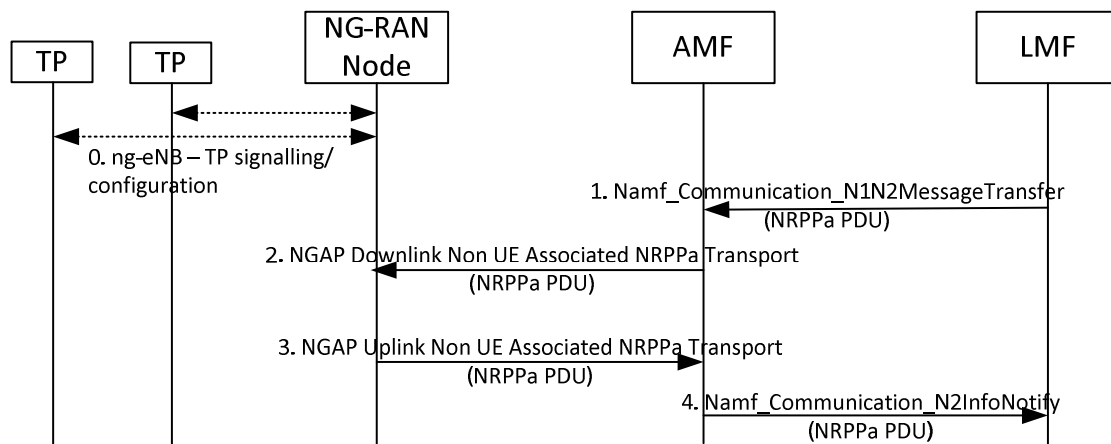 TP
TP
NG-RAN
Node
AMF
LMF
0. ng-eNB – TP signalling/
configuration
1. Namf_Communication_N1N2MessageTransfer
(NRPPa PDU)
2. NGAP Downlink Non UE Associated NRPPa Transport
(NRPPa PDU)
3. NGAP Uplink Non UE Associated NRPPa Transport
(NRPPa PDU)
4. Namf_Communication_N2InfoNotify
(NRPPa PDU)